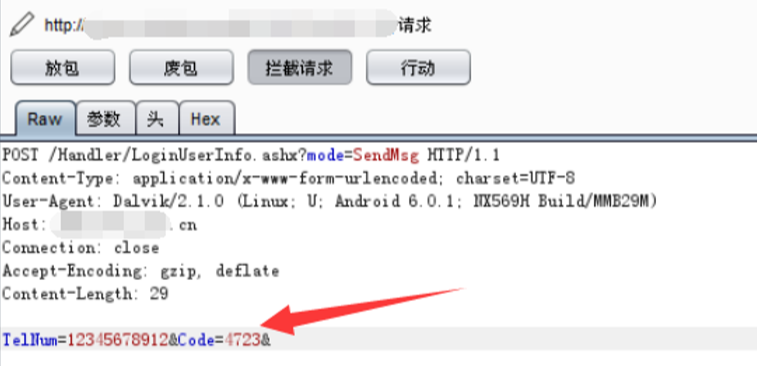 http:// 请求
放包 废包 拦截请求 行动
Raw 参数 头 Hex
POST /Handler/LoginUserInfo.ashx?mode=SendMsg HTTP/1.1
Content-Type: application/x-www-form-urlencoded; charset=UTF-8
User-Agent: Dalvik/2.1.0 (Linux; U; Android 6.0.1; NX569H Build/MMB29M)
Host: .cn
Connection: close
Accept-Encoding: gzip, deflate
Content-Length: 29
TelNum=12345678912&Code=4723&